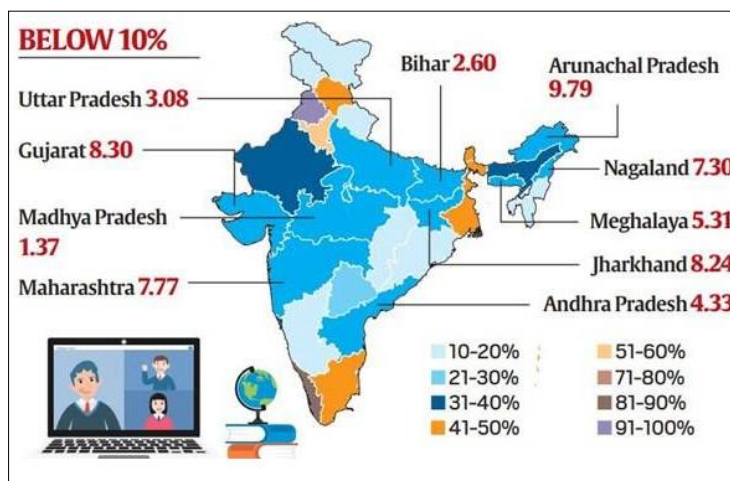 BELOW 10%
Bihar 2.60
Arunachal Pradesh
9.79
Uttar Pradesh 3.08
Gujarat 8.30
Nagaland 7.30
Madhya Pradesh
1.37
Meghalaya 5.31
Jharkhand 8.24
Maharashtra 7.77
Andhra Pradesh 4.33
10-20%
21-30%
31-40%
41-50%
51-60%
71-80%
81-90%
91-100%